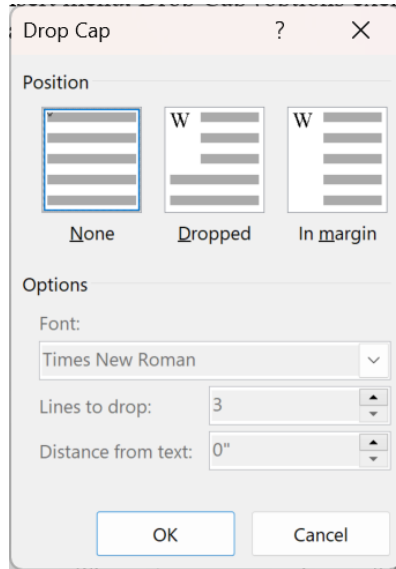 Drop Cap ? X
Position
W W
None Dropped In margin
Options
Font:
Times New Roman
Lines to drop: 3
Distance from text: 0"
OK Cancel